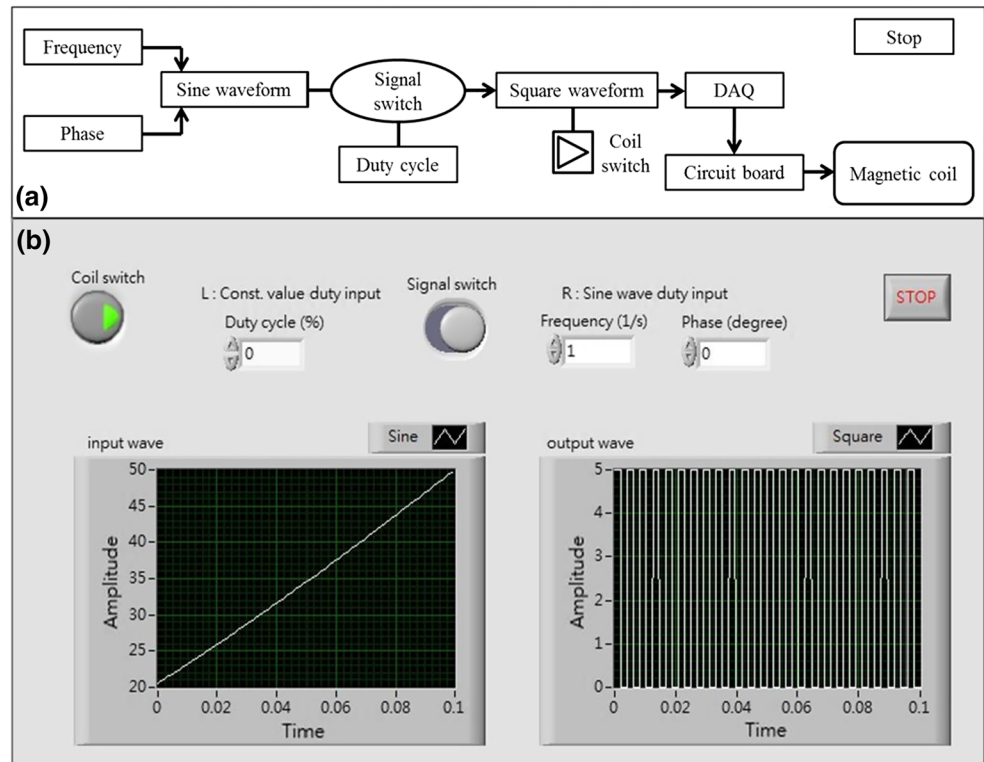 Frequency
Phase
Sine waveform
Signal
switch
Duty cycle
Square waveform
Coil
switch
DAQ
Circuit board
Magnetic coil
Stop
(a)
(b)
Coil switch
L : Const. value duty input
Duty cycle (%)
0
Signal switch
R : Sine wave duty input
Frequency (1/s)
1
Phase (degree)
0
STOP
input wave
Sine
Amplitude
50
45
40
35
30
25
20
0 0.02 0.04 0.06 0.08 0.1
Time
output wave
Square
Amplitude
5
4
3
2
1
0
0 0.02 0.04 0.06 0.08 0.1
Time